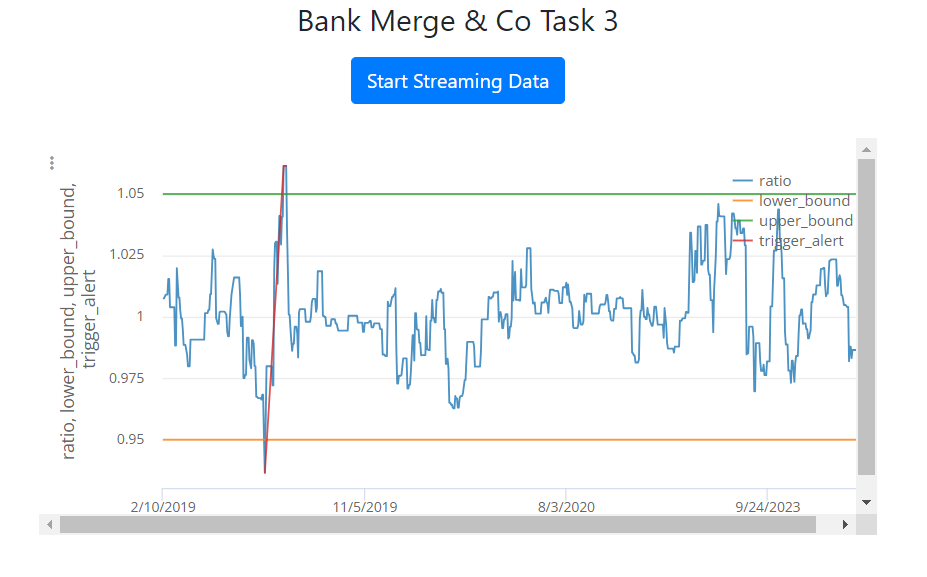 Bank Merge & Co Task 3
Start Streaming Data
ratio, lower_bound, upper_bound,
trigger_alert
1.05
1.025
1
0.975
0.95
ratio
lower_bound
upper_bound
trigger_alert
2/10/2019
11/5/2019
8/3/2020
9/24/2023